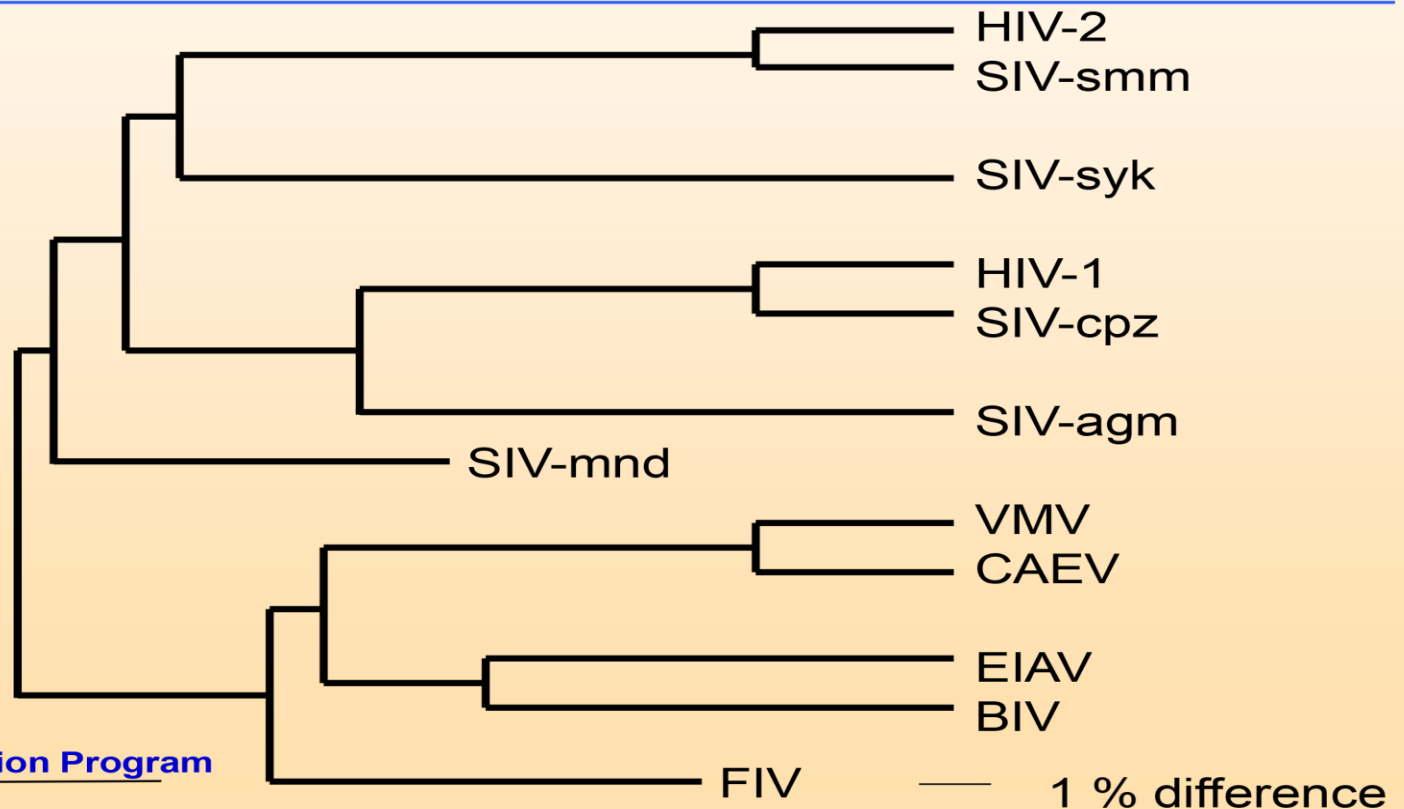 HIV-2
SIV-smm
SIV-syk
HIV-1
SIV-cpz
SIV-agm
SIV-mnd
VMV
CAEV
EIAV
BIV
ion Program
FIV
1 % difference